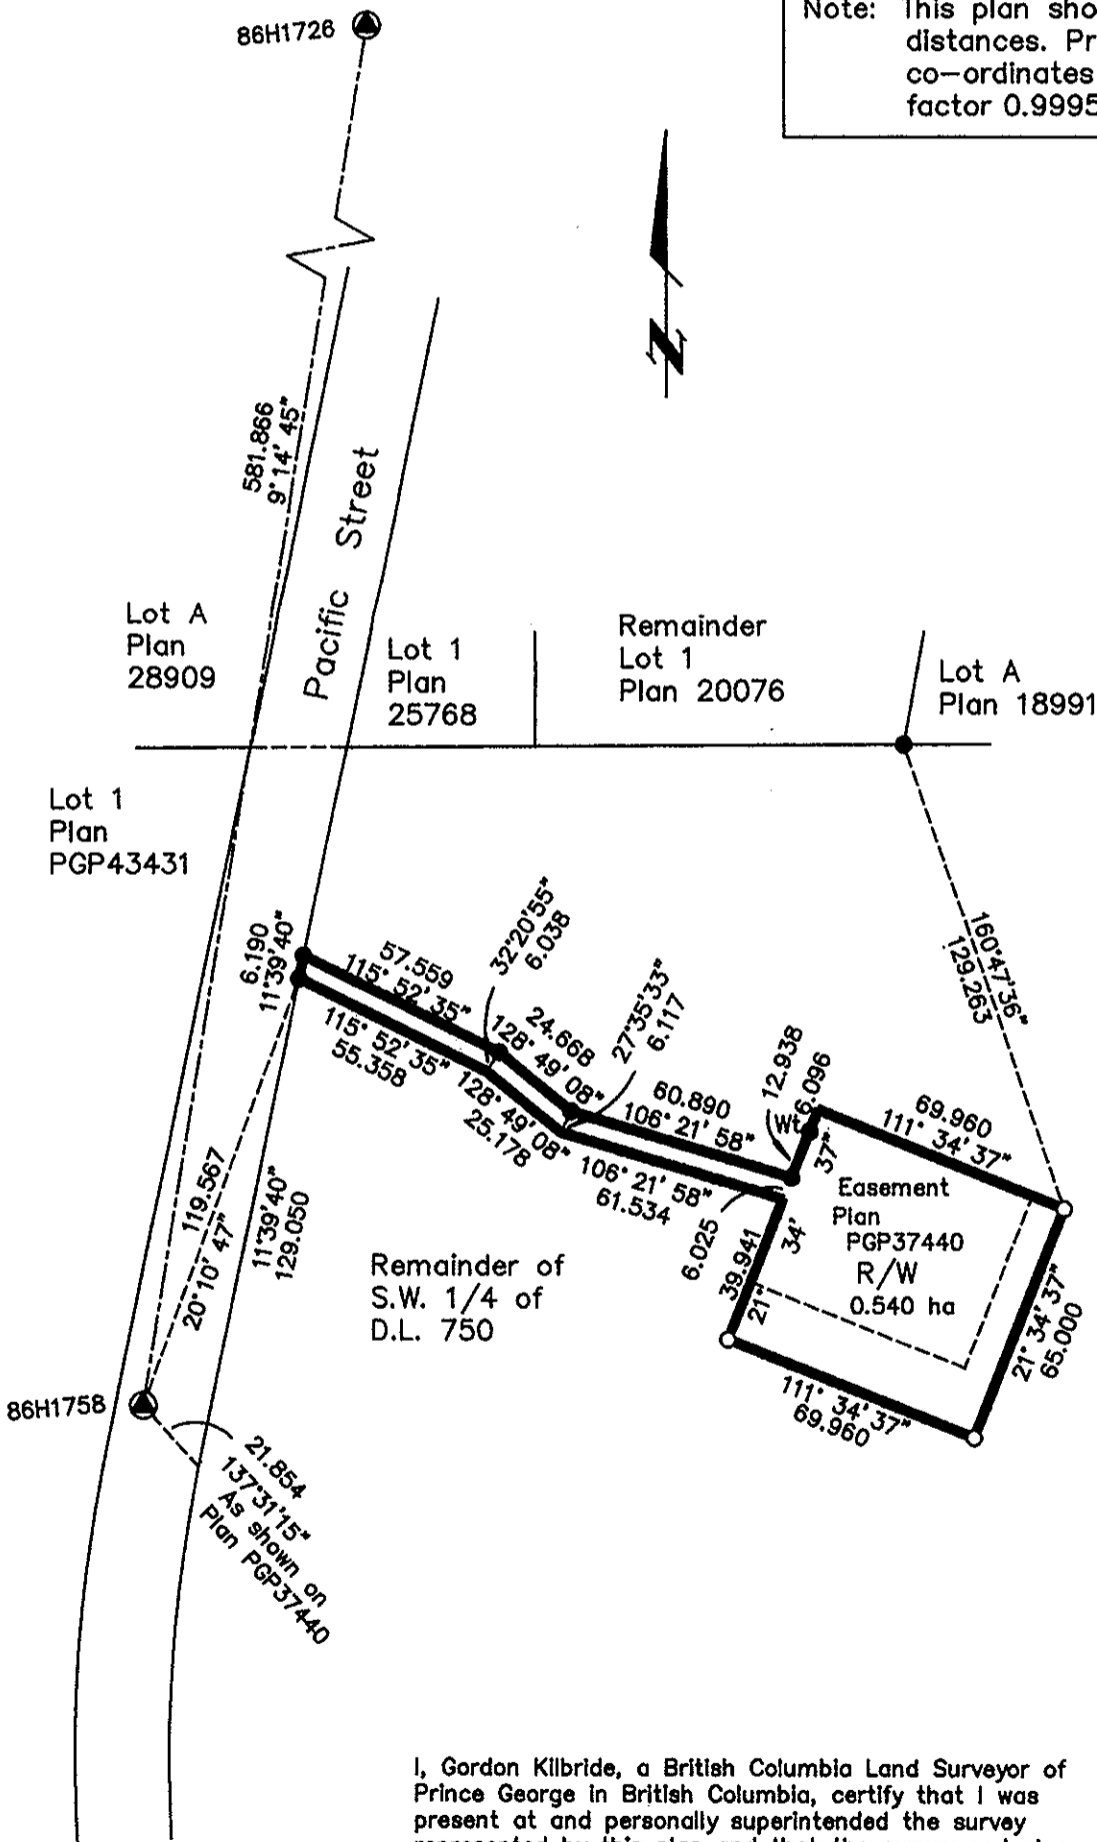 86H1726
Note: This plan sho
distances. Pr
co-ordinates
factor 0.9995
N
581.866
9°14'45"
Pacific Street
Lot A
Plan
28909
Lot 1
Plan
25768
Remainder
Lot 1
Plan 20076
Lot A
Plan 18991
Lot 1
Plan
PGP43431
6.190
11°39'40"
57.559
115° 52' 35"
115° 52' 35"
55.358
32°20'55"
6.038
24.668
128° 49' 08"
128° 49' 08"
25.178
27°35'33"
6.117
60.890
106° 21' 58"
106° 21' 58"
61.534
12.938
6.096
Wt.
37"
34'
21°
6.025
39.941
160°47'36"
129.263
69.960
111° 34' 37"
Easement
Plan
PGP37440
R/W
0.540 ha
21° 34' 37"
65.000
111° 34' 37"
69.960
119.567
20°10'47"
11°39'40"
129.050
Remainder of
S.W. 1/4 of
D.L. 750
86H1758
21.854
137°31'15"
As shown on
Plan PGP37440
I, Gordon Kilbride, a British Columbia Land Surveyor of
Prince George in British Columbia, certify that I was
present at and personally superintended the survey